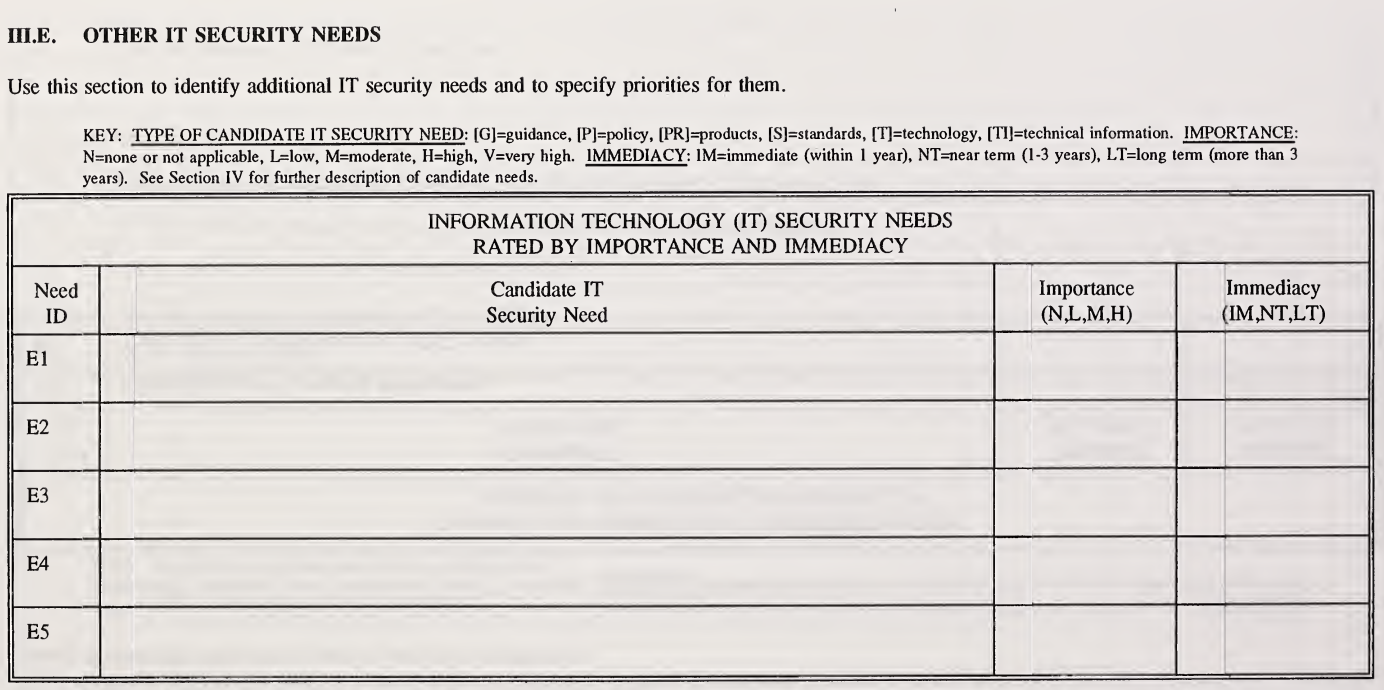 III.E. OTHER IT SECURITY NEEDS
Use this section to identify additional IT security needs and to specify priorities for them.
KEY: TYPE OF CANDIDATE IT SECURITY NEED: [G]=guidance, [P]=policy, [PR]=products, [S]=standards, [T]=technology, [TI]=technical information. IMPORTANCE:
N=none or not applicable, L=low, M=moderate, H=high, V=very high. IMMEDIACY: IM=immediate (within 1 year), NT=near term (1-3 years), LT=long term (more than 3
years). See Section IV for further description of candidate needs.
INFORMATION TECHNOLOGY (IT) SECURITY NEEDS
RATED BY IMPORTANCE AND IMMEDIACY
Need Candidate IT Importance Immediacy
ID Security Need (N,L,M,H) (IM,NT,LT)
E1
E2
E3
E4
E5